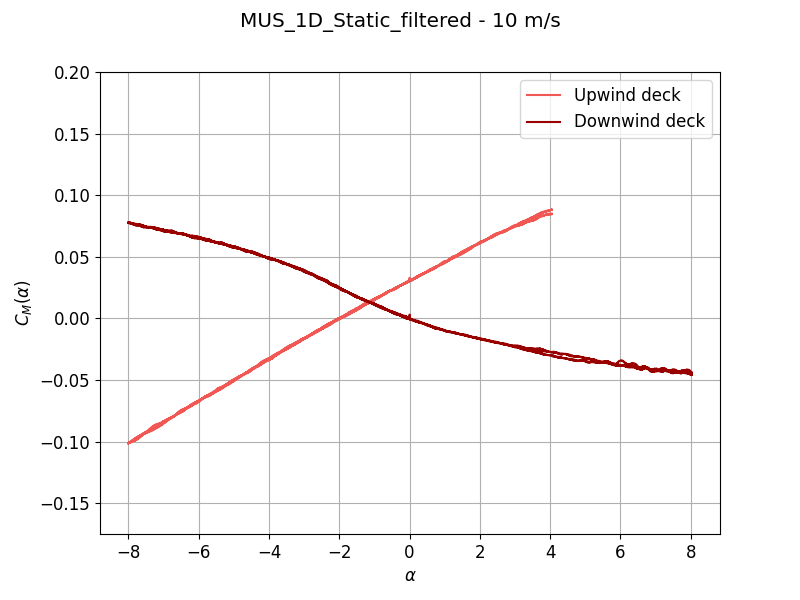 MUS_1D_Static_filtered - 10 m/s
Upwind deck
Downwind deck
0.20
0.15
0.10
0.05
0.00
−0.05
−0.10
−0.15
C_M(α)
−8 −6 −4 −2 0 2 4 6 8
α